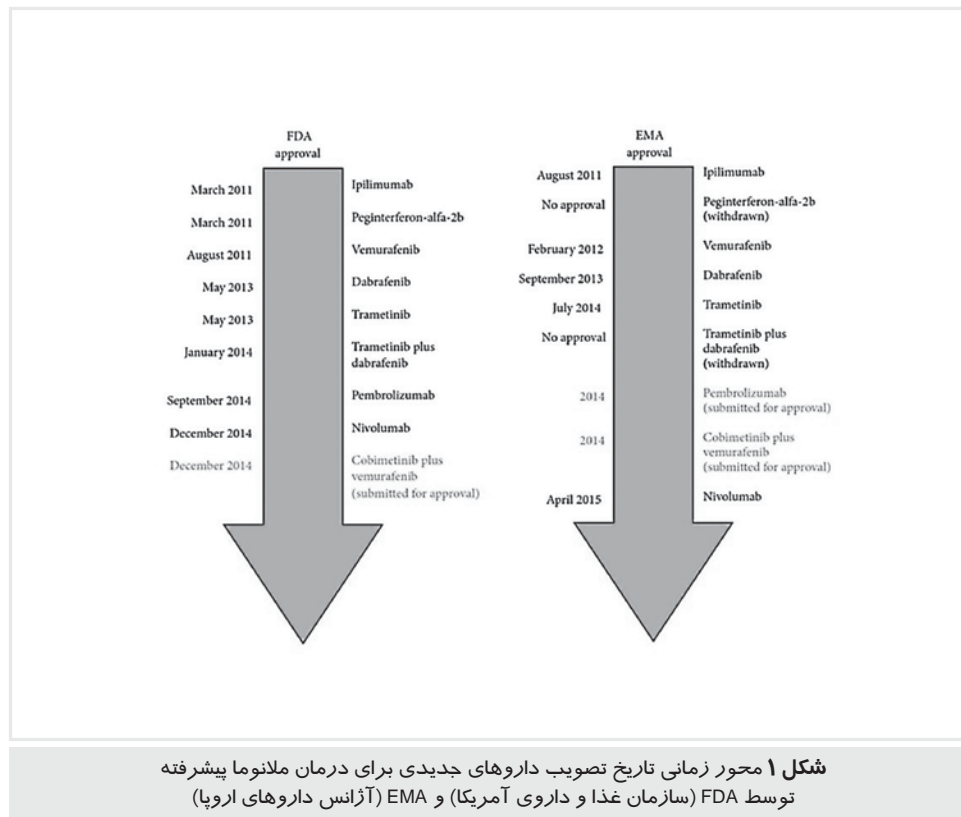 FDA
approval
March 2011
Ipilimumab
March 2011
Peginterferon-alfa-2b
August 2011
Vemurafenib
May 2013
Dabrafenib
May 2013
Trametinib
January 2014
Trametinib plus
dabrafenib
September 2014
Pembrolizumab
December 2014
Nivolumab
December 2014
Cobimetinib plus
vemurafenib
(submitted for approval)
EMA
approval
August 2011
Ipilimumab
No approval
Peginterferon-alfa-2b
(withdrawn)
February 2012
Vemurafenib
September 2013
Dabrafenib
July 2014
Trametinib
No approval
Trametinib plus
dabrafenib
(withdrawn)
2014
Pembrolizumab
(submitted for approval)
2014
Cobimetinib plus
vemurafenib
(submitted for approval)
April 2015
Nivolumab
شکل ۱ محور زمانی تاریخ تصویب داروهای جدیدی برای درمان ملانوما پیشرفته
توسط FDA (سازمان غذا و داروی آمریکا) و EMA (آژانس داروهای اروپا)